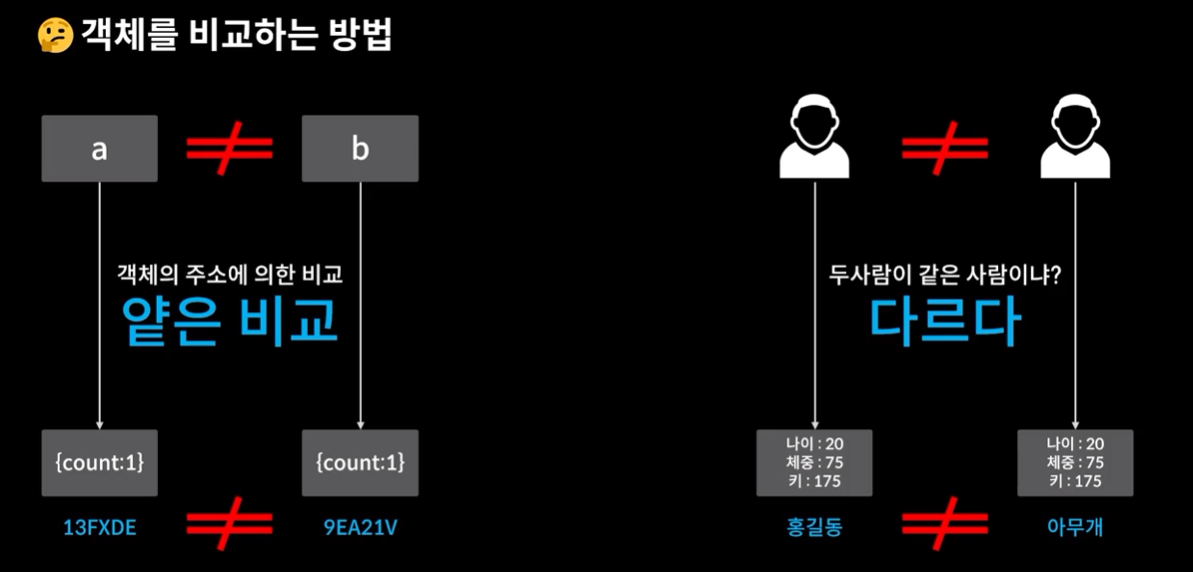 🤔 객체를 비교하는 방법
a
b
객체의 주소에 의한 비교
얕은 비교
{count:1}
{count:1}
13FXDE
9EA21V
두사람이 같은 사람이냐?
다르다
나이 : 20
체중 : 75
키 : 175
나이 : 20
체중 : 75
키 : 175
홍길동
아무개